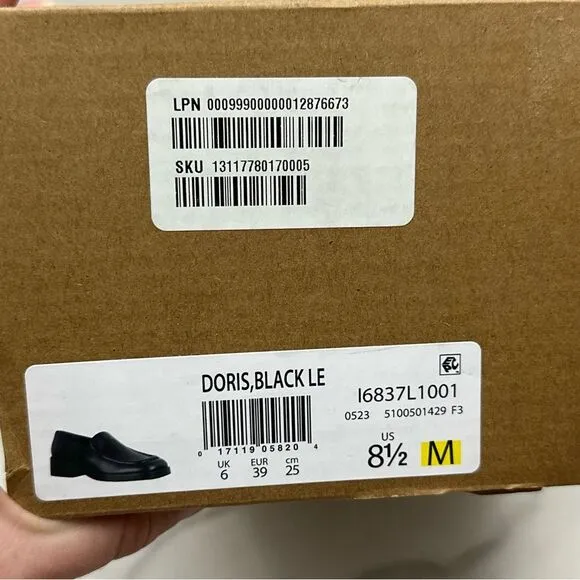 LPN 00099900000012876673
SKU 13117780170005
DORIS,BLACK LE
I6837L1001
0523 5100501429 F3
0 17119 05820 4
UK EUR cm
6 39 25
US
8½ M